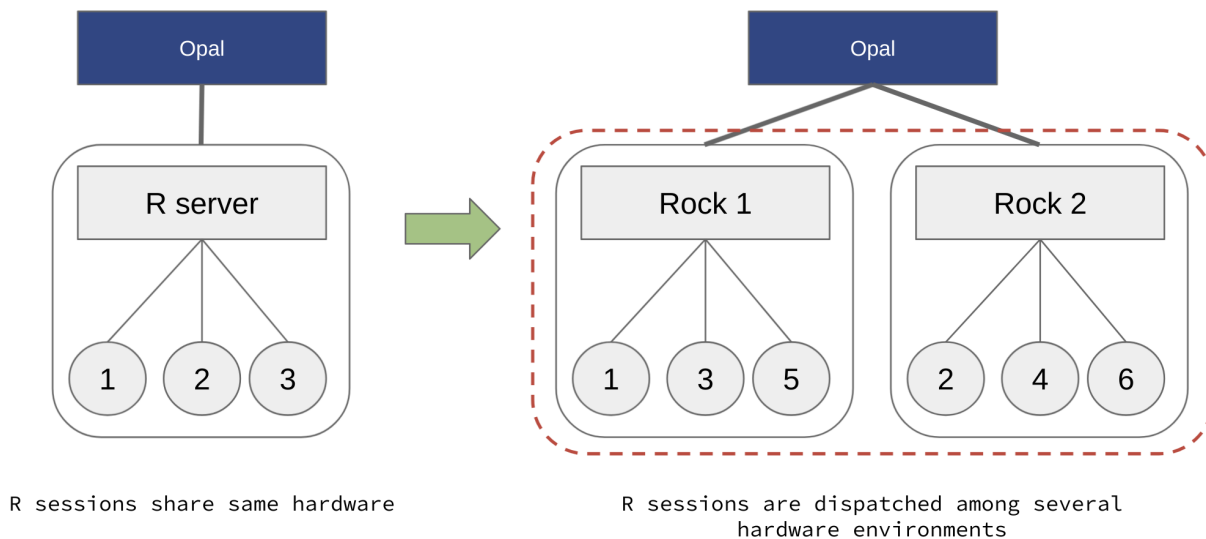 Opal
R server
1 2 3
R sessions share same hardware
Opal
Rock 1 Rock 2
1 3 5 2 4 6
R sessions are dispatched among several
hardware environments